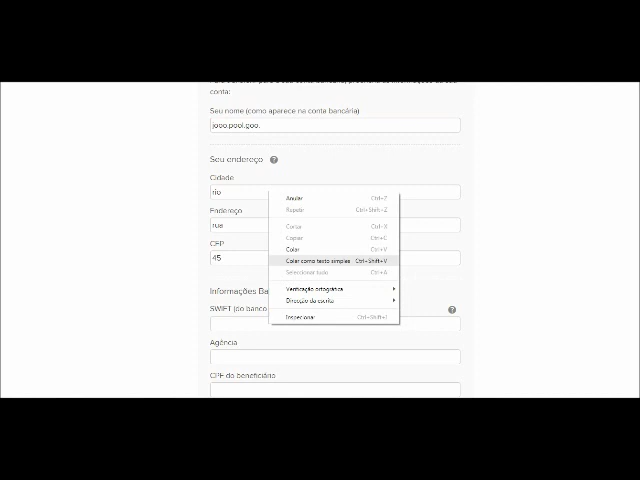 conta:
Seu nome (como aparece na conta bancária)
jooo.pool.goo.
Seu endereço ?
Cidade
rio
Endereço
rua
CEP
45
Informações Ba
SWIFT (do banco
?
Agência
CPF do beneficiário
Anular Ctrl+Z
Repetir Ctrl+Shift+Z
Cortar Ctrl+X
Copiar Ctrl+C
Colar Ctrl+V
Colar como texto simples Ctrl+Shift+V
Selecionar tudo Ctrl+A
Verificação ortográfica
Direcção da escrita
Inspecionar Ctrl+Shift+I